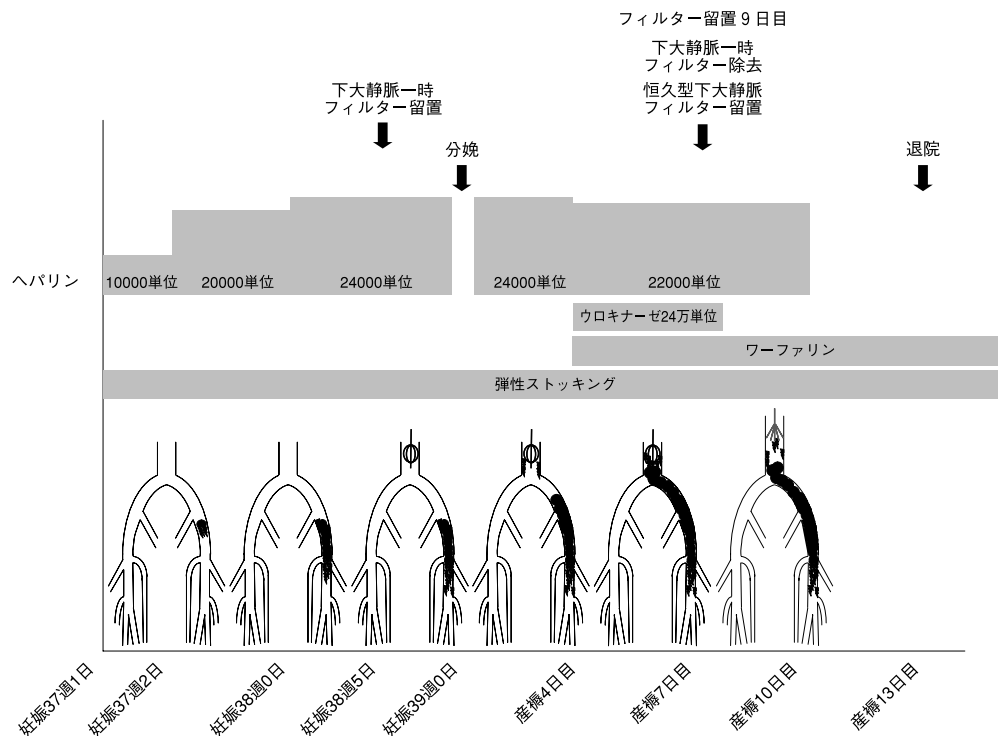 フィルター留置9日目
下大静脈一時
フィルター除去
恒久型下大静脈
フィルター留置
下大静脈一時
フィルター留置
分娩
退院
ヘパリン
10000単位
20000単位
24000単位
24000単位
22000単位
ウロキナーゼ24万単位
ワーファリン
弾性ストッキング
妊娠37週1日
妊娠37週2日
妊娠38週0日
妊娠38週5日
妊娠39週0日
産褥4日目
産褥7日目
産褥10日目
産褥13日目